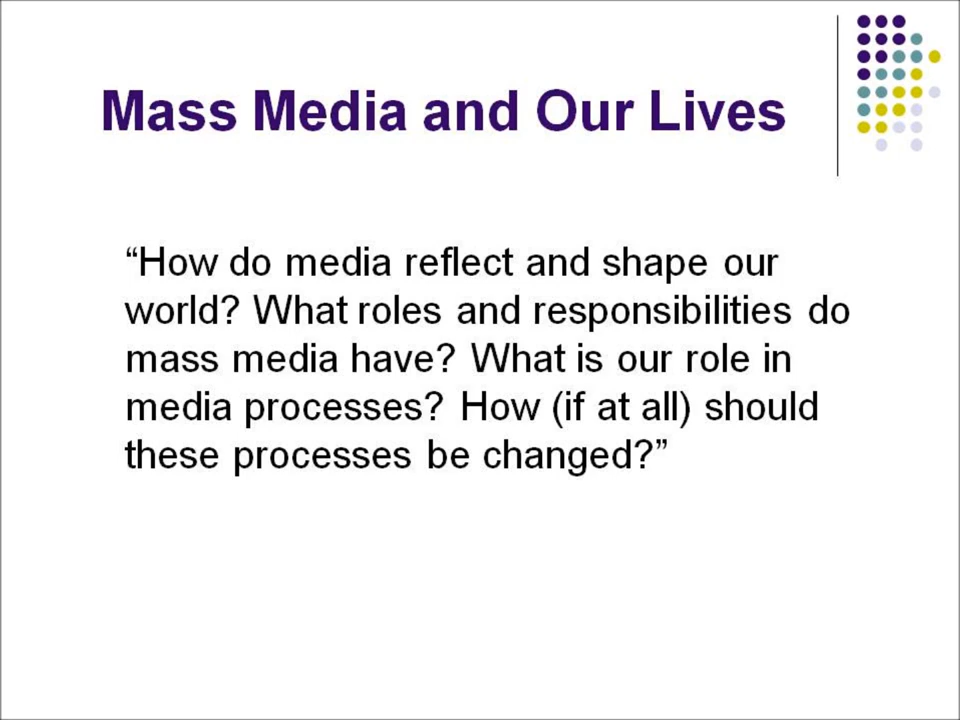 Mass Media and Our Lives
“How do media reflect and shape our
world? What roles and responsibilities do
mass media have? What is our role in
media processes? How (if at all) should
these processes be changed?”